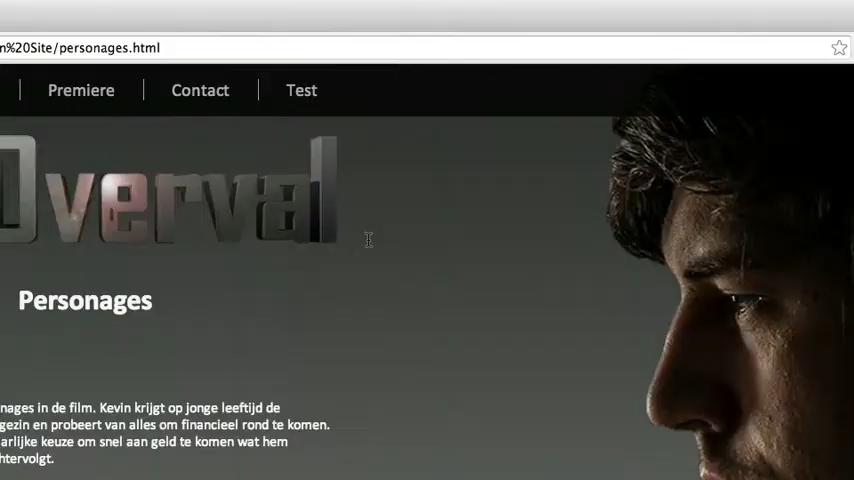 n%20Site/personages.html
Premiere
Contact
Test
Overval
Personages
nages in de film. Kevin krijgt op jonge leeftijd de
gezin en probeert van alles om financieel rond te komen.
arlijke keuze om snel aan geld te komen wat hem
htervolgt.